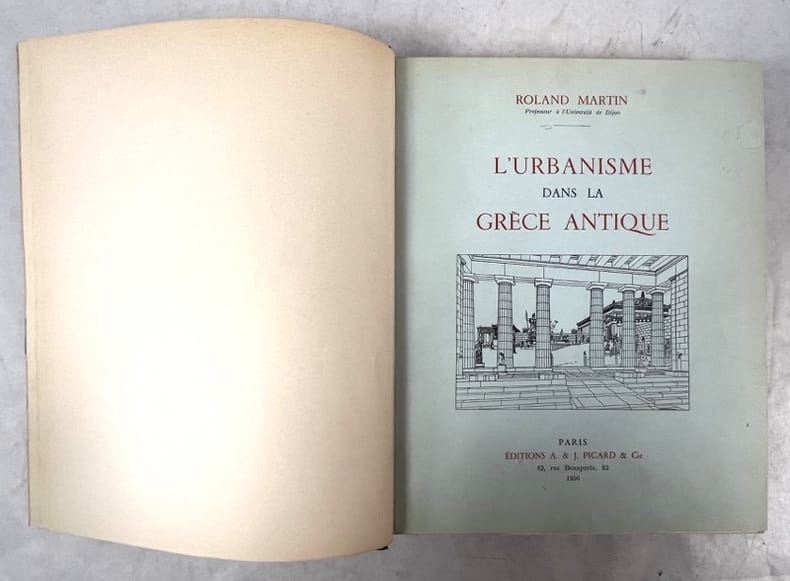 ROLAND MARTIN
Professeur à l'Université de Dijon
L'URBANISME
DANS LA
GRÈCE ANTIQUE
PARIS
ÉDITIONS A. & J. PICARD & Cie
82, rue Bonaparte, 82
1956